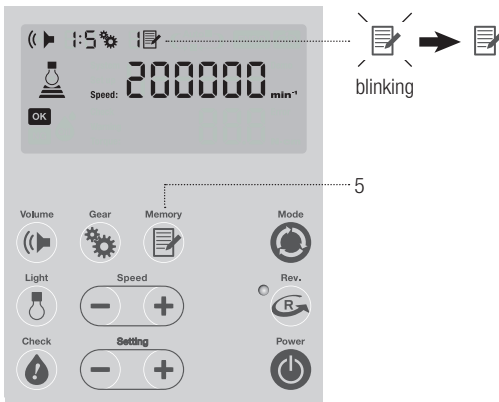 1:5 1
Speed: 200000 min⁻¹
OK
blinking
5
Volume Gear Memory Mode
Light Speed Rev.
R
Check Setting Power